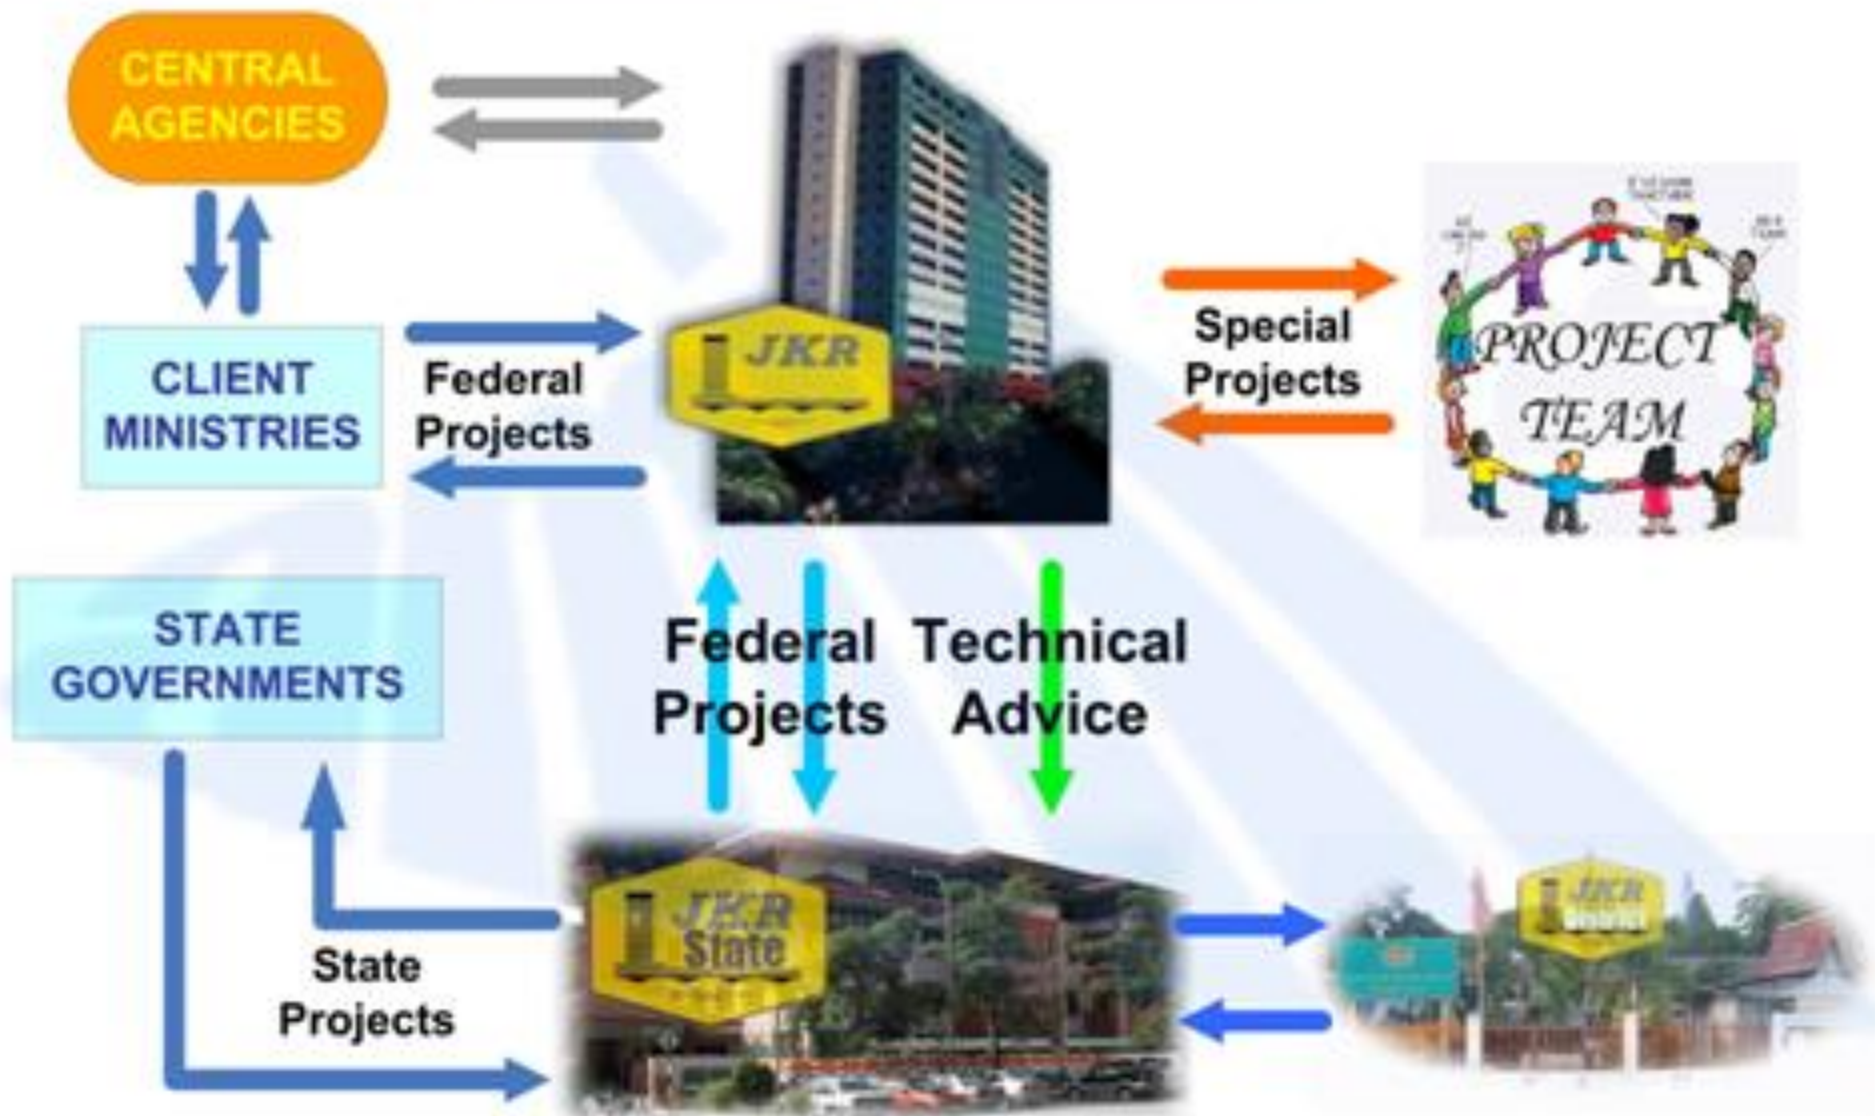 CENTRAL
AGENCIES
CLIENT
MINISTRIES
Federal
Projects
JKR
Special
Projects
PROJECT
TEAM
STATE
GOVERNMENTS
Federal
Projects
Technical
Advice
State
Projects
JKR
State
JKR
District